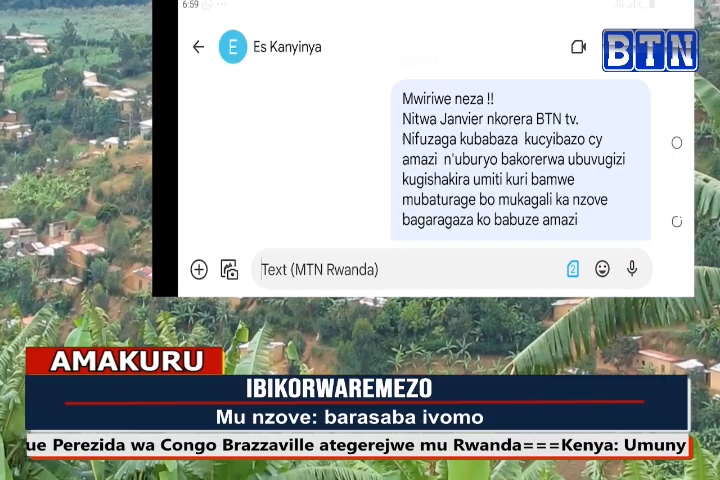 6:59
E Es Kanyinya
BTN
Mwiriwe neza !!
Nitwa Janvier nkorera BTN tv.
Nifuzaga kubabaza kucyibazo cy
amazi n'uburyo bakorerwa ubuvugizi
kugishakira umiti kuri bamwe
mubaturage bo mukagali ka nzove
bagaragaza ko babuze amazi
Text (MTN Rwanda)
2
AMAKURU
IBIKORWAREMEZO
Mu nzove: barasaba ivomo
ue Perezida wa Congo Brazzaville ategerejwe mu Rwanda===Kenya: Umuny